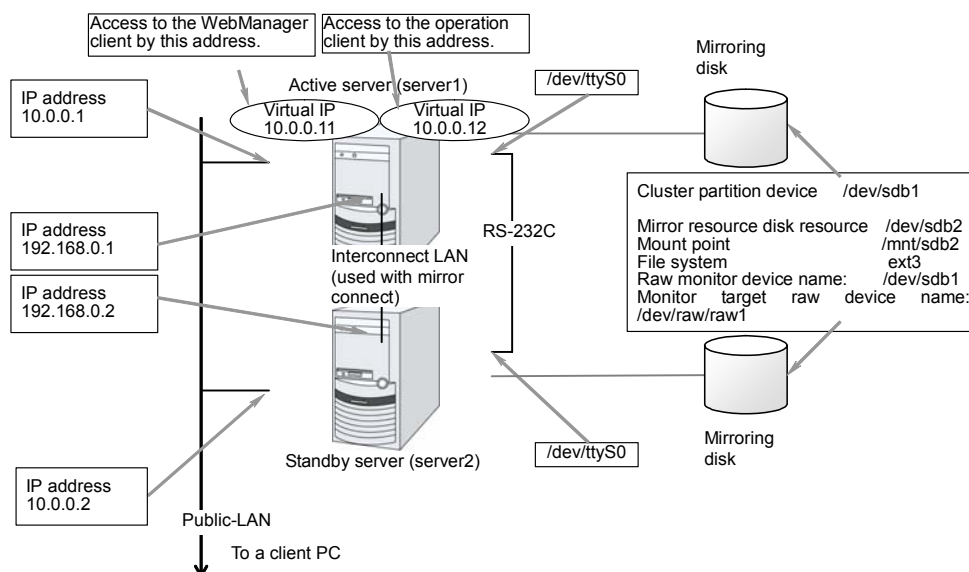 Access to the WebManager
client by this address.
Access to the operation
client by this address.
Mirroring
disk
Active server (server1)
/dev/ttyS0
IP address
10.0.0.1
Virtual IP
10.0.0.11
Virtual IP
10.0.0.12
Cluster partition device /dev/sdb1
Mirror resource disk resource /dev/sdb2
Mount point /mnt/sdb2
File system ext3
Raw monitor device name: /dev/sdb1
Monitor target raw device name:
/dev/raw/raw1
IP address
192.168.0.1
RS-232C
Interconnect LAN
(used with mirror
connect)
IP address
192.168.0.2
Mirroring
disk
/dev/ttyS0
Standby server (server2)
IP address
10.0.0.2
Public-LAN
To a client PC